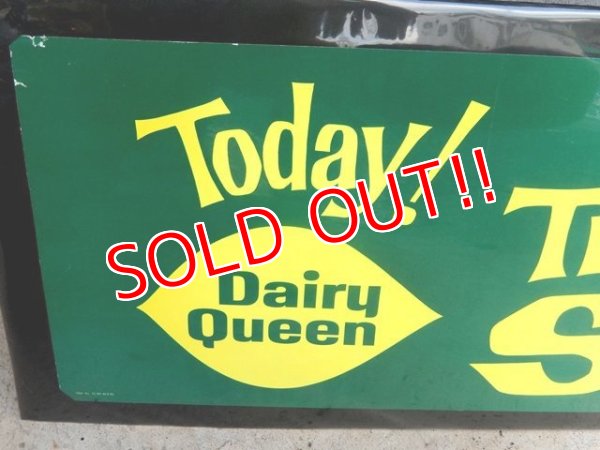 Today!
SOLD OUT!!
Dairy
Queen